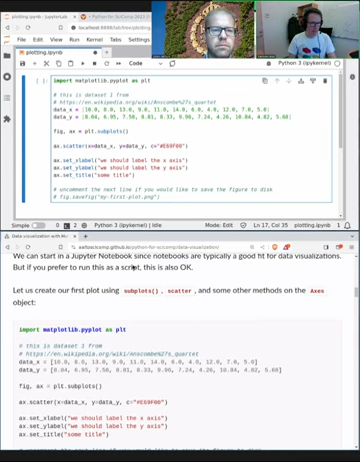 plotting.ipynb - JupyterLab
Python for SciComp 2022
File Edit View Run Kernel Tabs Settings
plotting.ipynb
Code
Python 3 (ipykernel)
[ ]:
import matplotlib.pyplot as plt
# this is dataset 1 from
# https://en.wikipedia.org/wiki/Anscombe%27s_quartet
data_x = [10.0, 8.0, 13.0, 9.0, 11.0, 14.0, 6.0, 4.0, 12.0, 7.0, 5.0]
data_y = [8.04, 6.95, 7.58, 8.81, 8.33, 9.96, 7.24, 4.26, 10.84, 4.82, 5.68]
fig, ax = plt.subplots()
ax.scatter(x=data_x, y=data_y, c="#E69F00")
ax.set_xlabel("we should label the x axis")
ax.set_ylabel("we should label the y axis")
ax.set_title("some title")
# uncomment the next line if you would like to save the figure to disk
# fig.savefig("my-first-plot.png")
Simple 0 2 Python 3 (ipykernel) | Idle Mode: Edit Ln 17, Col 35 plotting.ipynb 1
Data visualization with M
aaltoscicomp.github.io/python-for-scicomp/data-visualization/
We can start in a Jupyter Notebook since notebooks are typically a good fit for data visualizations.
But if you prefer to run this as a script, this is also OK.
Let us create our first plot using subplots(), scatter, and some other methods on the Axes
object:
import matplotlib.pyplot as plt
# this is dataset 1 from
# https://en.wikipedia.org/wiki/Anscombe%27s_quartet
data_x = [10.0, 8.0, 13.0, 9.0, 11.0, 14.0, 6.0, 4.0, 12.0, 7.0, 5.0]
data_y = [8.04, 6.95, 7.58, 8.81, 8.33, 9.96, 7.24, 4.26, 10.84, 4.82, 5.68]
fig, ax = plt.subplots()
ax.scatter(x=data_x, y=data_y, c="#E69F00")
ax.set_xlabel("we should label the x axis")
ax.set_ylabel("we should label the y axis")
ax.set_title("some title")